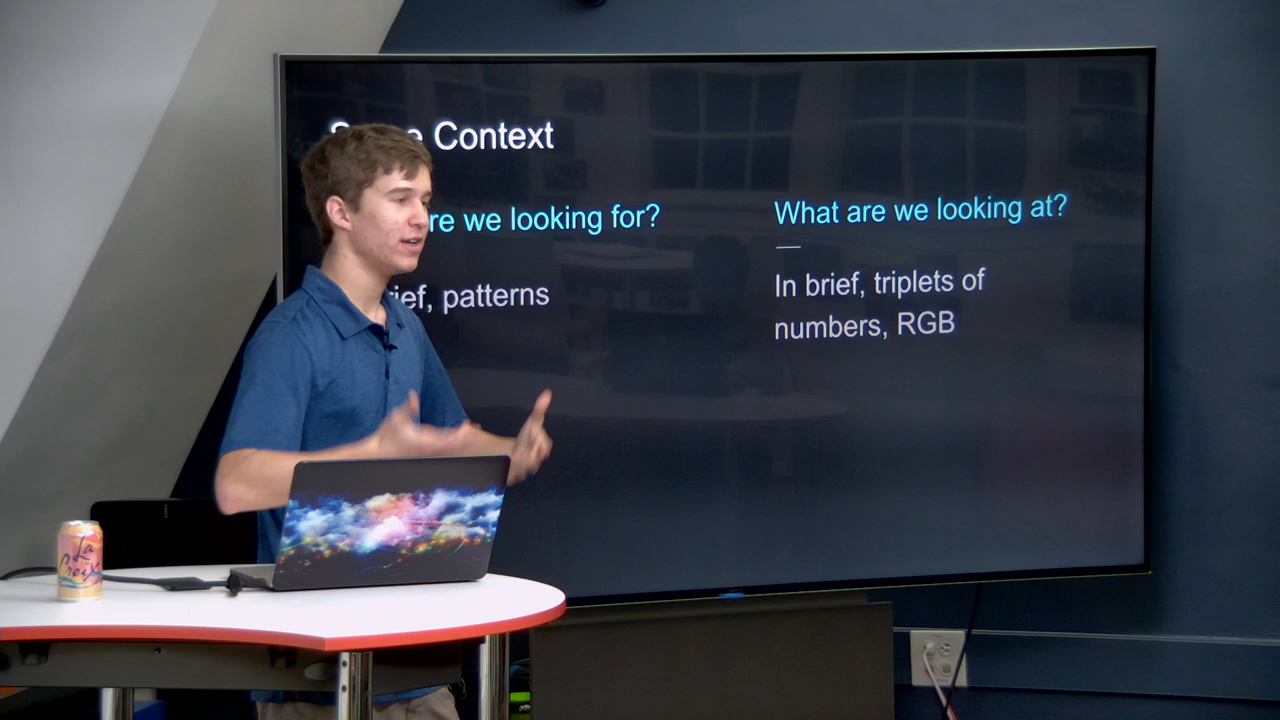 Context
re we looking for?
ief, patterns
What are we looking at?
In brief, triplets of
numbers, RGB
La
Croix